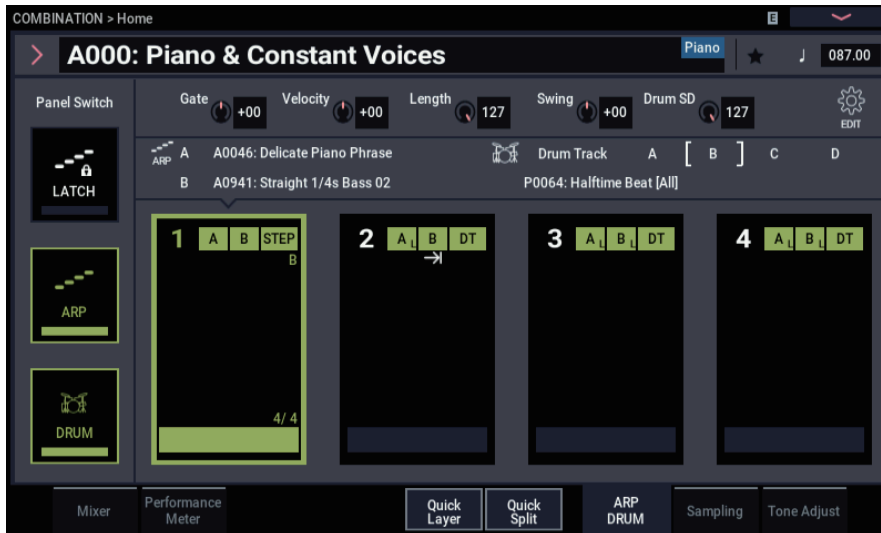 COMBINATION > Home E
A000: Piano & Constant Voices Piano ♩ 087.00
Panel Switch Gate +00 Velocity +00 Length 127 Swing +00 Drum SD 127 EDIT
LATCH
ARP A A0046: Delicate Piano Phrase Drum Track A [ B ] C D
B A0941: Straight 1/4s Bass 02 P0064: Halftime Beat [All]
1 A B STEP 2 A L B DT 3 A L B L DT 4 A L B L DT
B
ARP
4/4
DRUM
Mixer
Performance
Meter
Quick
Layer
Quick
Split
ARP
DRUM
Sampling
Tone Adjust